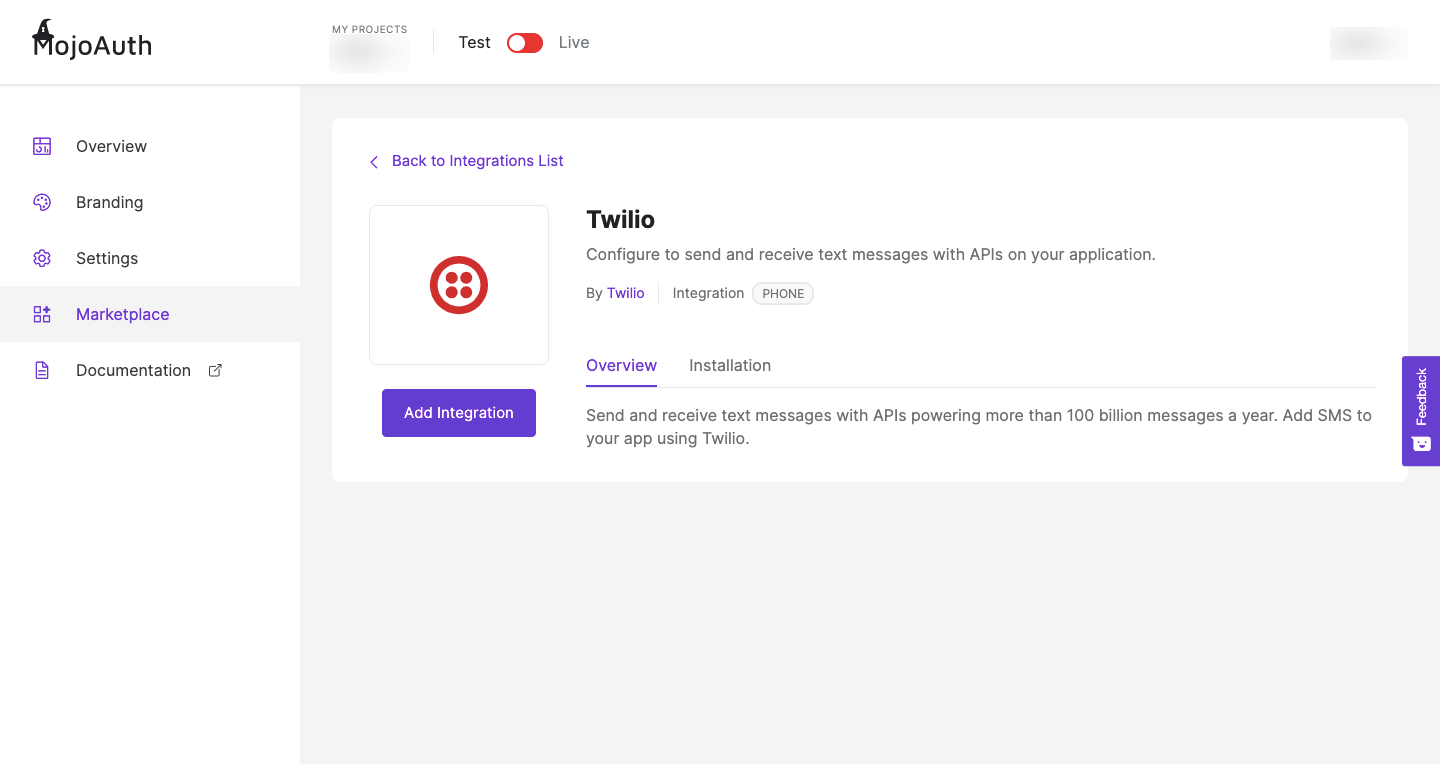 MojoAuth
MY PROJECTS
Test Live
Overview
Branding
Settings
Marketplace
Documentation
Back to Integrations List
Twilio
Configure to send and receive text messages with APIs on your application.
By Twilio Integration PHONE
Overview Installation
Add Integration
Send and receive text messages with APIs powering more than 100 billion messages a year. Add SMS to
your app using Twilio.
Feedback